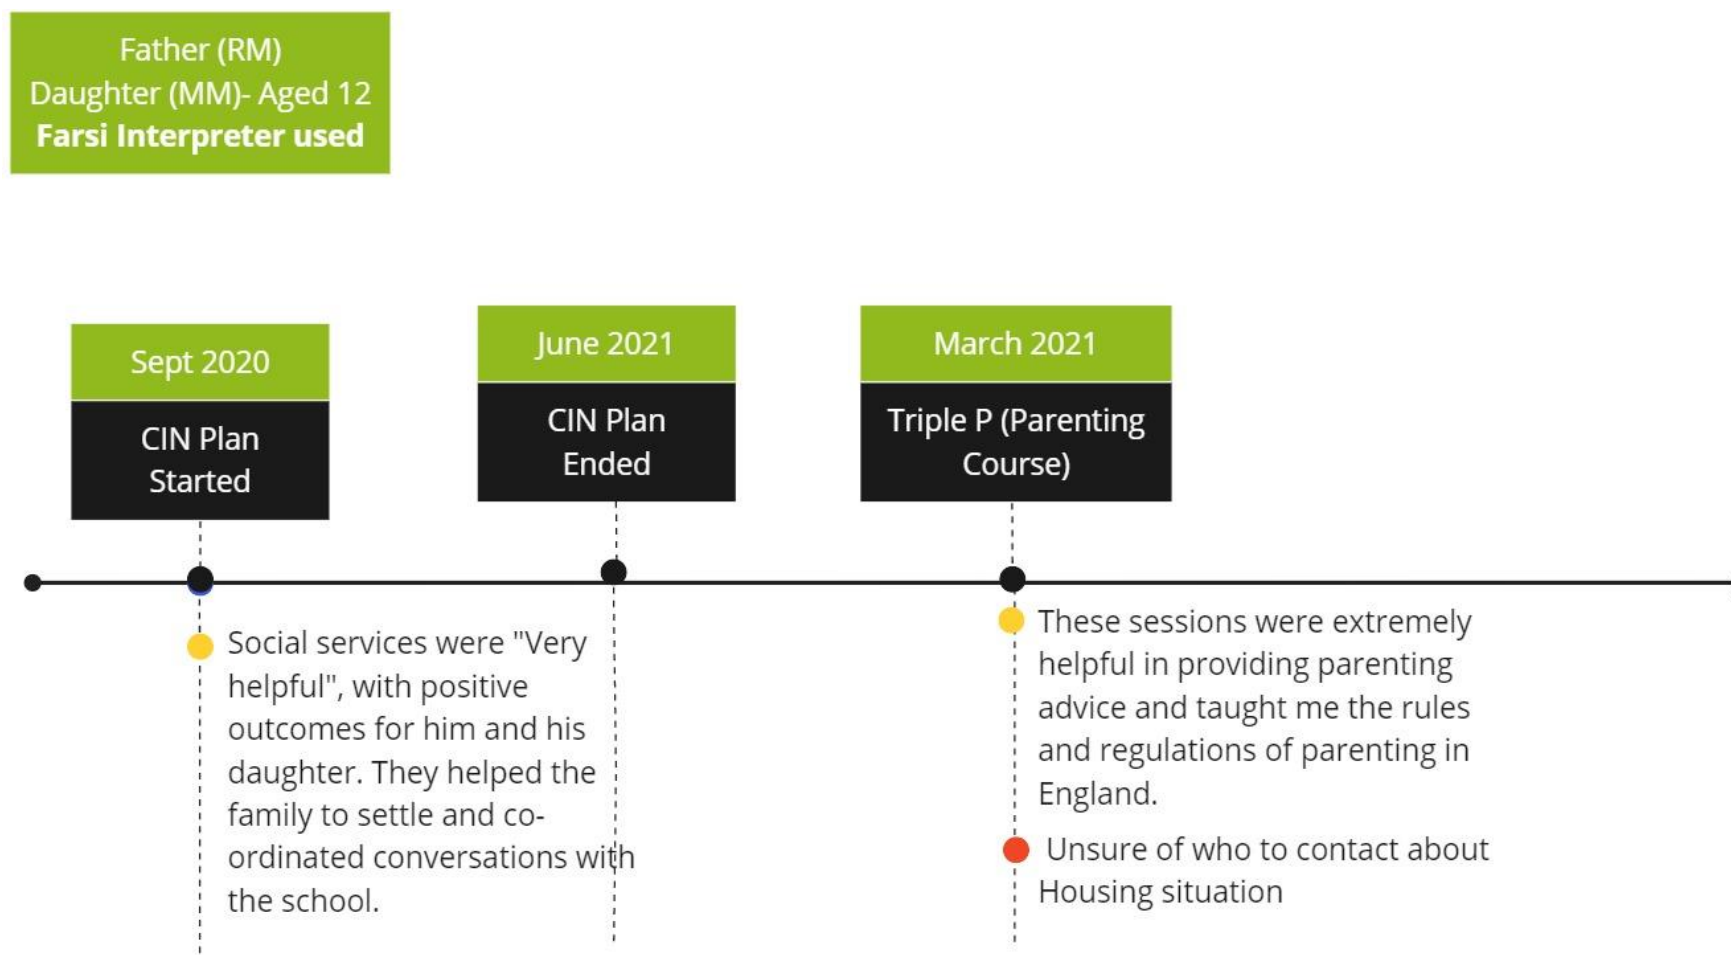 Father (RM)
Daughter (MM)- Aged 12
Farsi Interpreter used
Sept 2020
CIN Plan
Started
June 2021
CIN Plan
Ended
March 2021
Triple P (Parenting
Course)
Social services were "Very
helpful", with positive
outcomes for him and his
daughter. They helped the
family to settle and co-
ordinated conversations with
the school.
These sessions were extremely
helpful in providing parenting
advice and taught me the rules
and regulations of parenting in
England.
Unsure of who to contact about
Housing situation